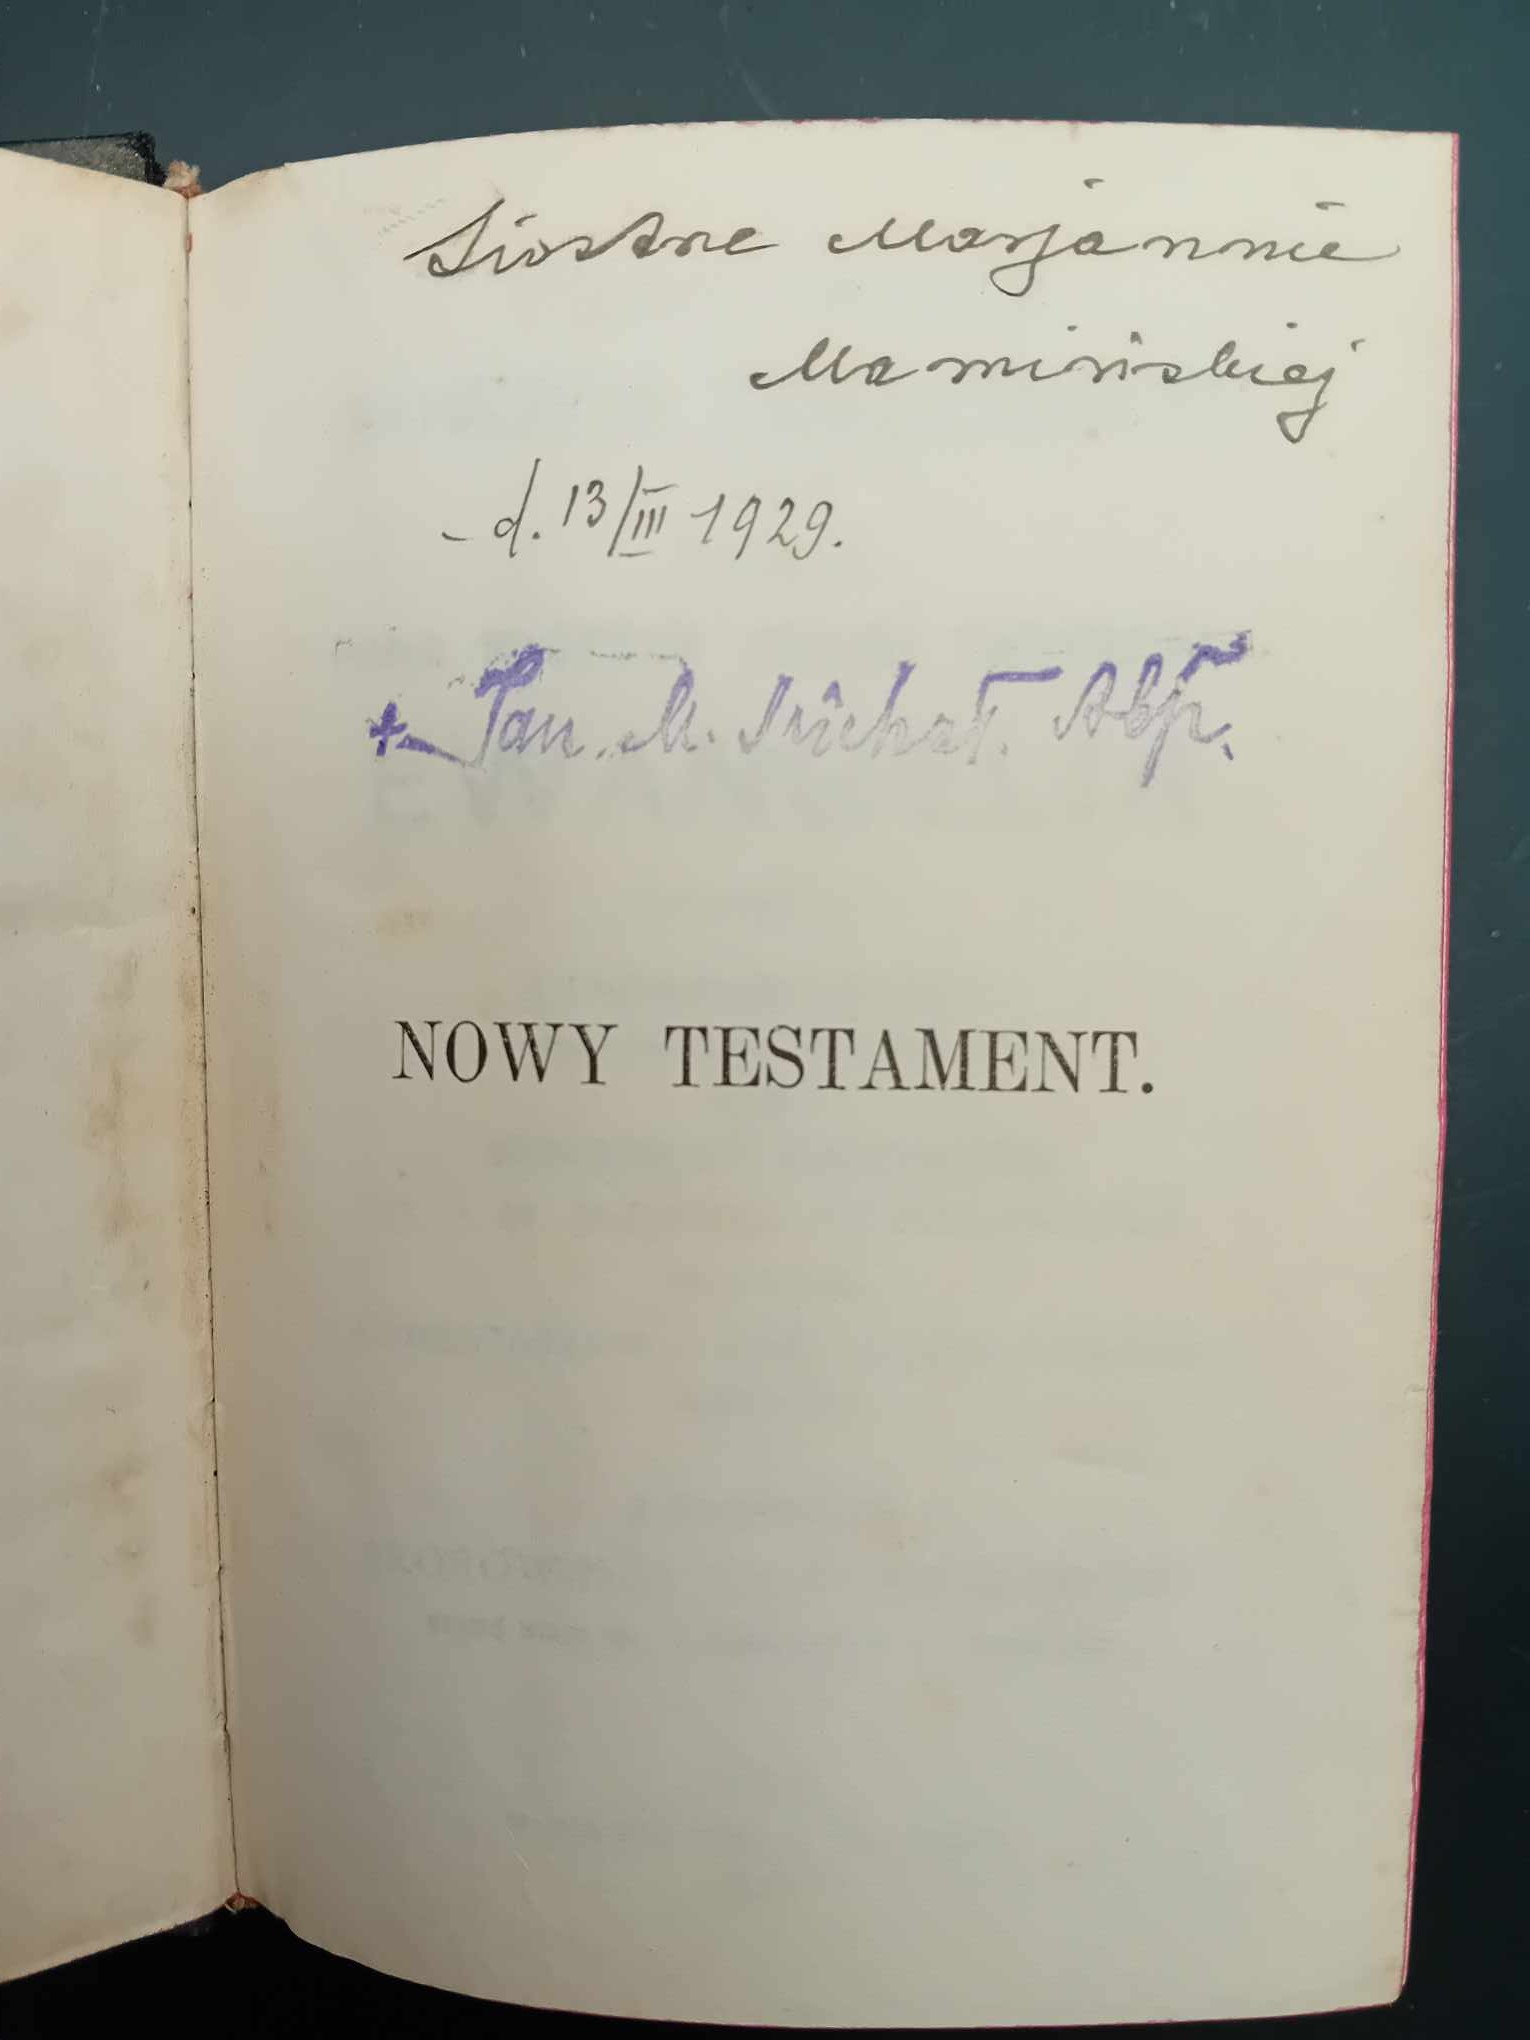 Siostrze Marjannie
Mamińskiej
- d. 13/III 1929.
+ Jan M. Michał. Abp.
NOWY TESTAMENT.